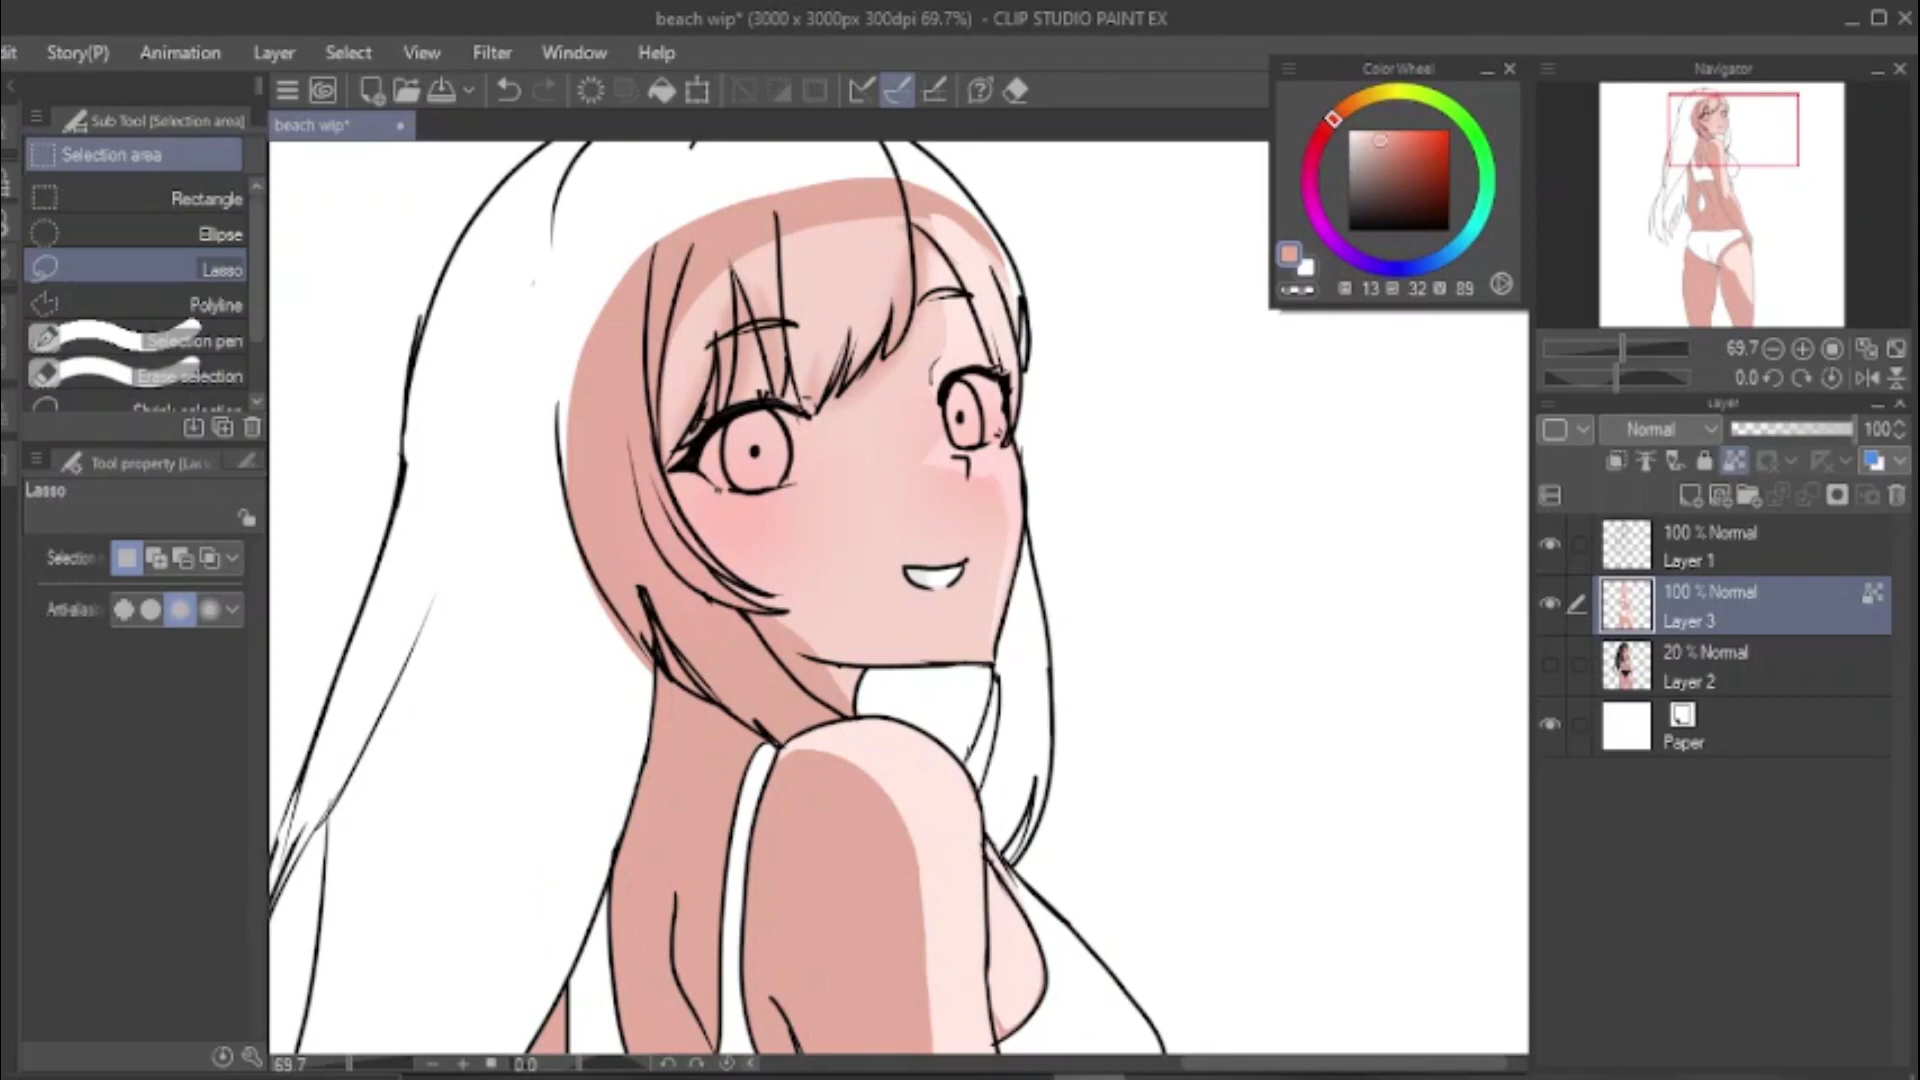 beach wip* (3000 x 3000px 300dpi 69.7%) - CLIP STUDIO PAINT EX
dit Story(P) Animation Layer Select View Filter Window Help
Color Wheel
Navigator
Sub Tool [Selection area]
beach wip*
Selection area
Rectangle
Ellipse
Lasso
Polyline
Selection pen
Erase selection
13 32 89
69.7
0.0
Layer
Normal 100
Tool property [Las
Lasso
Selection
Anti-alias
100 % Normal
Layer 1
100 % Normal
Layer 3
20 % Normal
Layer 2
Paper
69.7 0.0